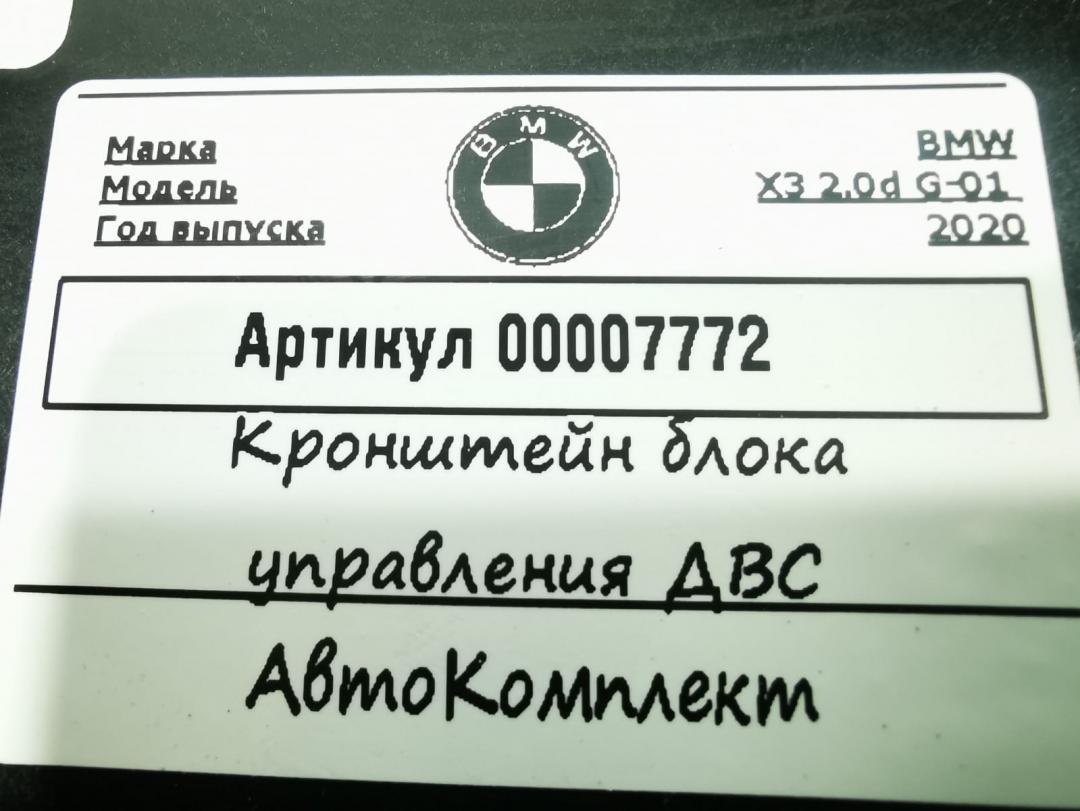 Марка BMW BMW
Модель X3 2.0d G-01
Год выпуска 2020
Артикул 00007772
Кронштейн блока
управления ДВС
АвтоКомплект